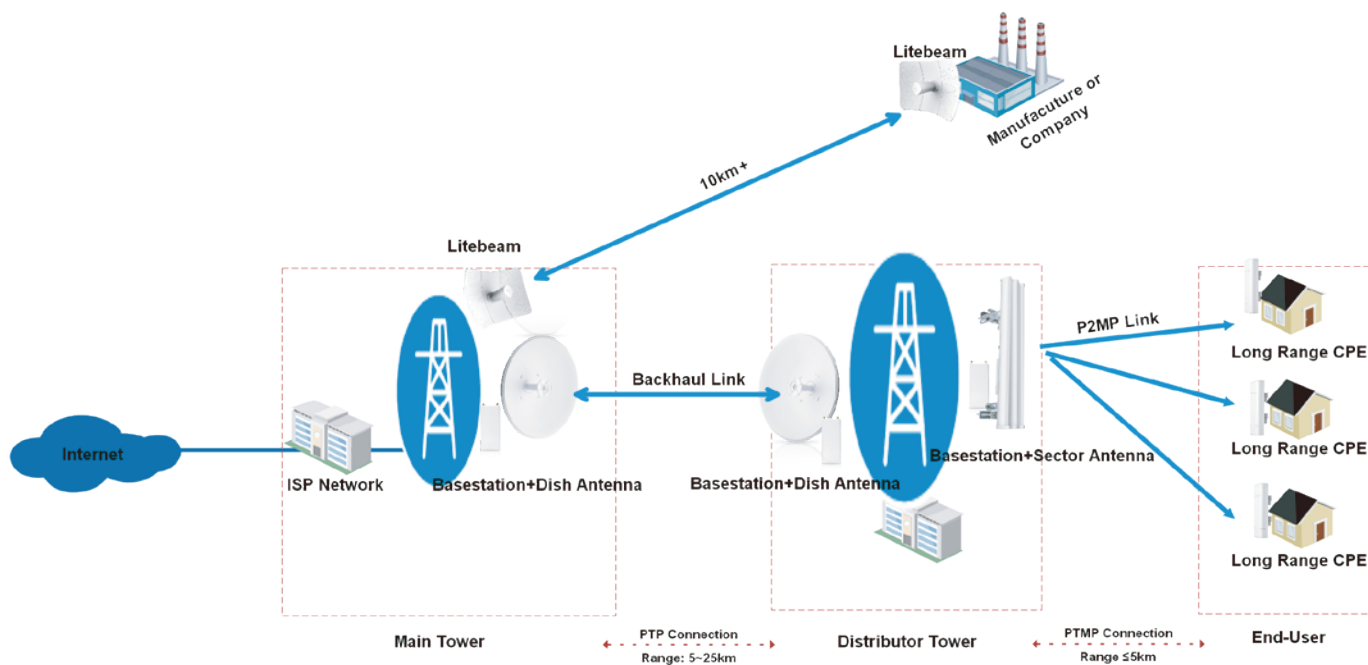 Litebeam
Manufacuture or
Company
10km+
Litebeam
P2MP Link
Long Range CPE
Backhaul Link
Internet
ISP Network
Basestation+Dish Antenna
Basestation+Dish Antenna
Basestation+Sector Antenna
Long Range CPE
Long Range CPE
Main Tower
PTP Connection
Range: 5~25km
Distributor Tower
PTMP Connection
Range ≤5km
End-User